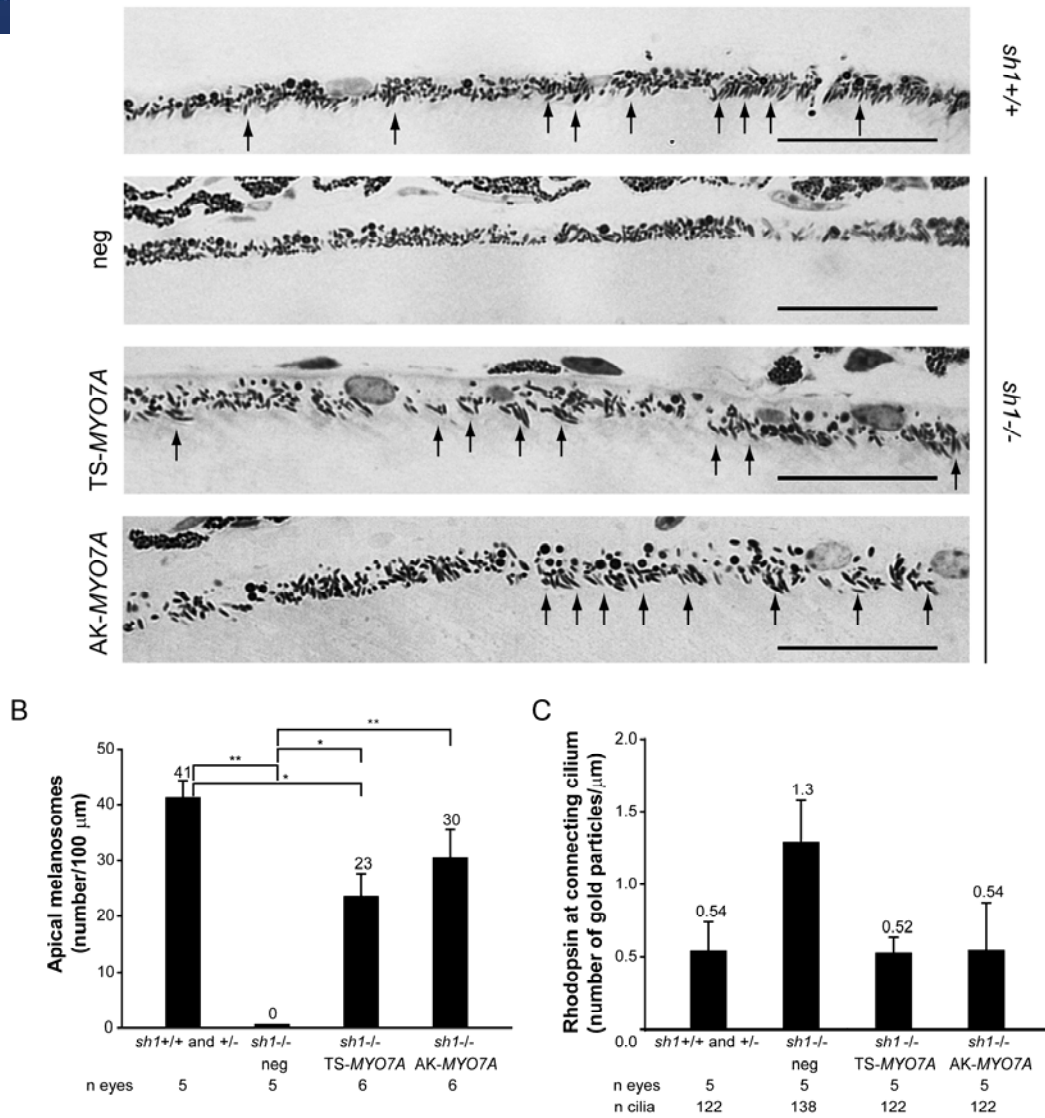 sh1+/+
neg
TS-MYO7A
AK-MYO7A
sh1-/-
B
Apical melanosomes
(number/100 μm)
50
40
30
20
10
0
41
0
23
30
**
*
**
*
sh1+/+ and +/-
sh1-/-
neg
sh1-/-
TS-MYO7A
sh1-/-
AK-MYO7A
n eyes 5 5 6 6
C
Rhodopsin at connecting cilium
(number of gold particles/μm)
2.0
1.5
1.0
0.5
0.0
0.54
1.3
0.52
0.54
sh1+/+ and +/-
sh1-/-
neg
sh1-/-
TS-MYO7A
sh1-/-
AK-MYO7A
n eyes 5 5 5 5
n cilia 122 138 122 122